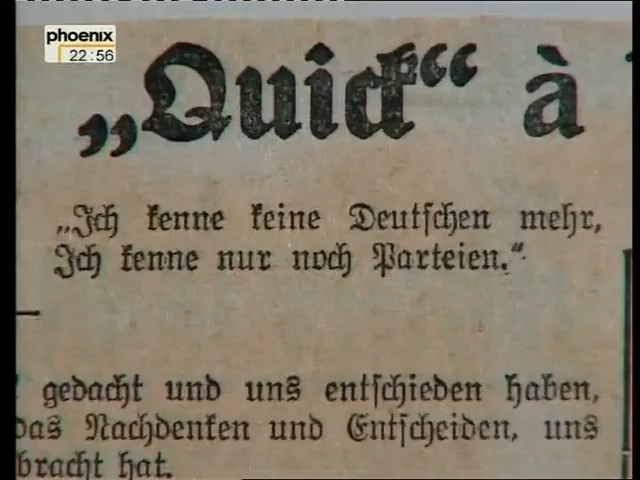 phoenix
22:56
„Quick“ à
„Ich kenne keine Deutschen mehr,
Ich kenne nur noch Parteien.“
gedacht und uns entschieden haben,
das Nachdenken und Entscheiden, uns
bracht hat.